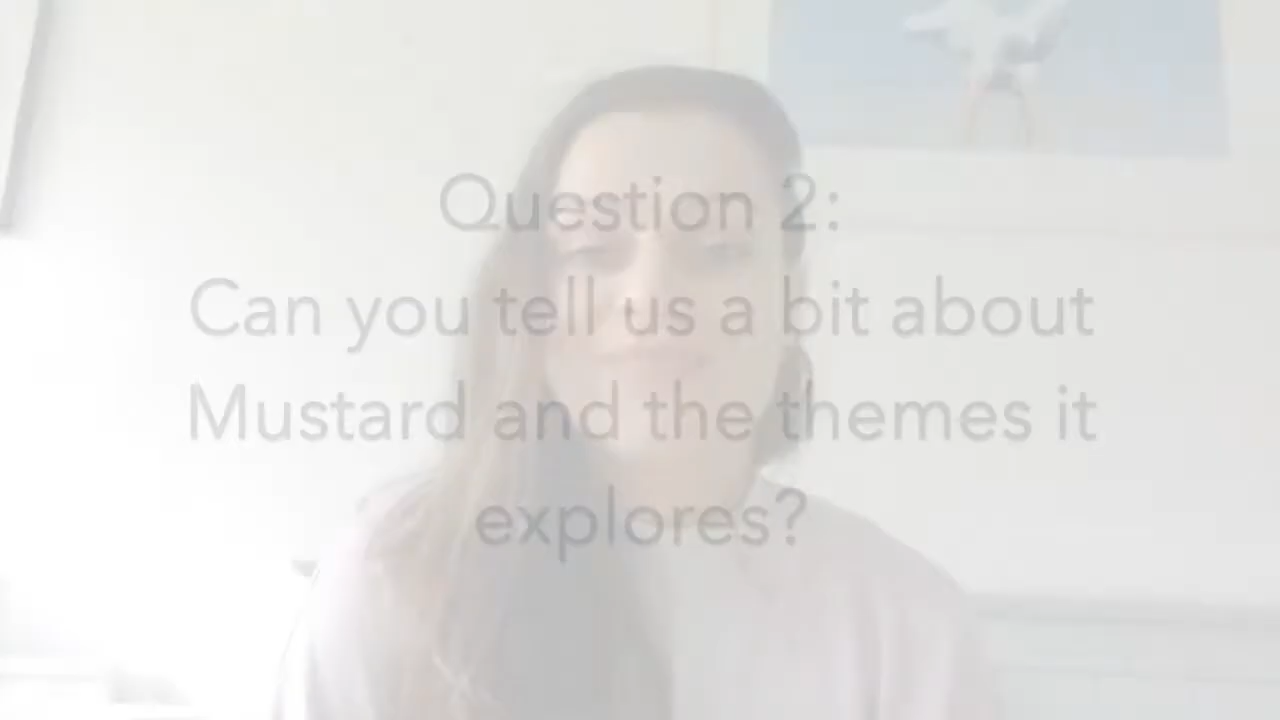 Question 2:
Can you tell us a bit about
Mustard and the themes it
explores?